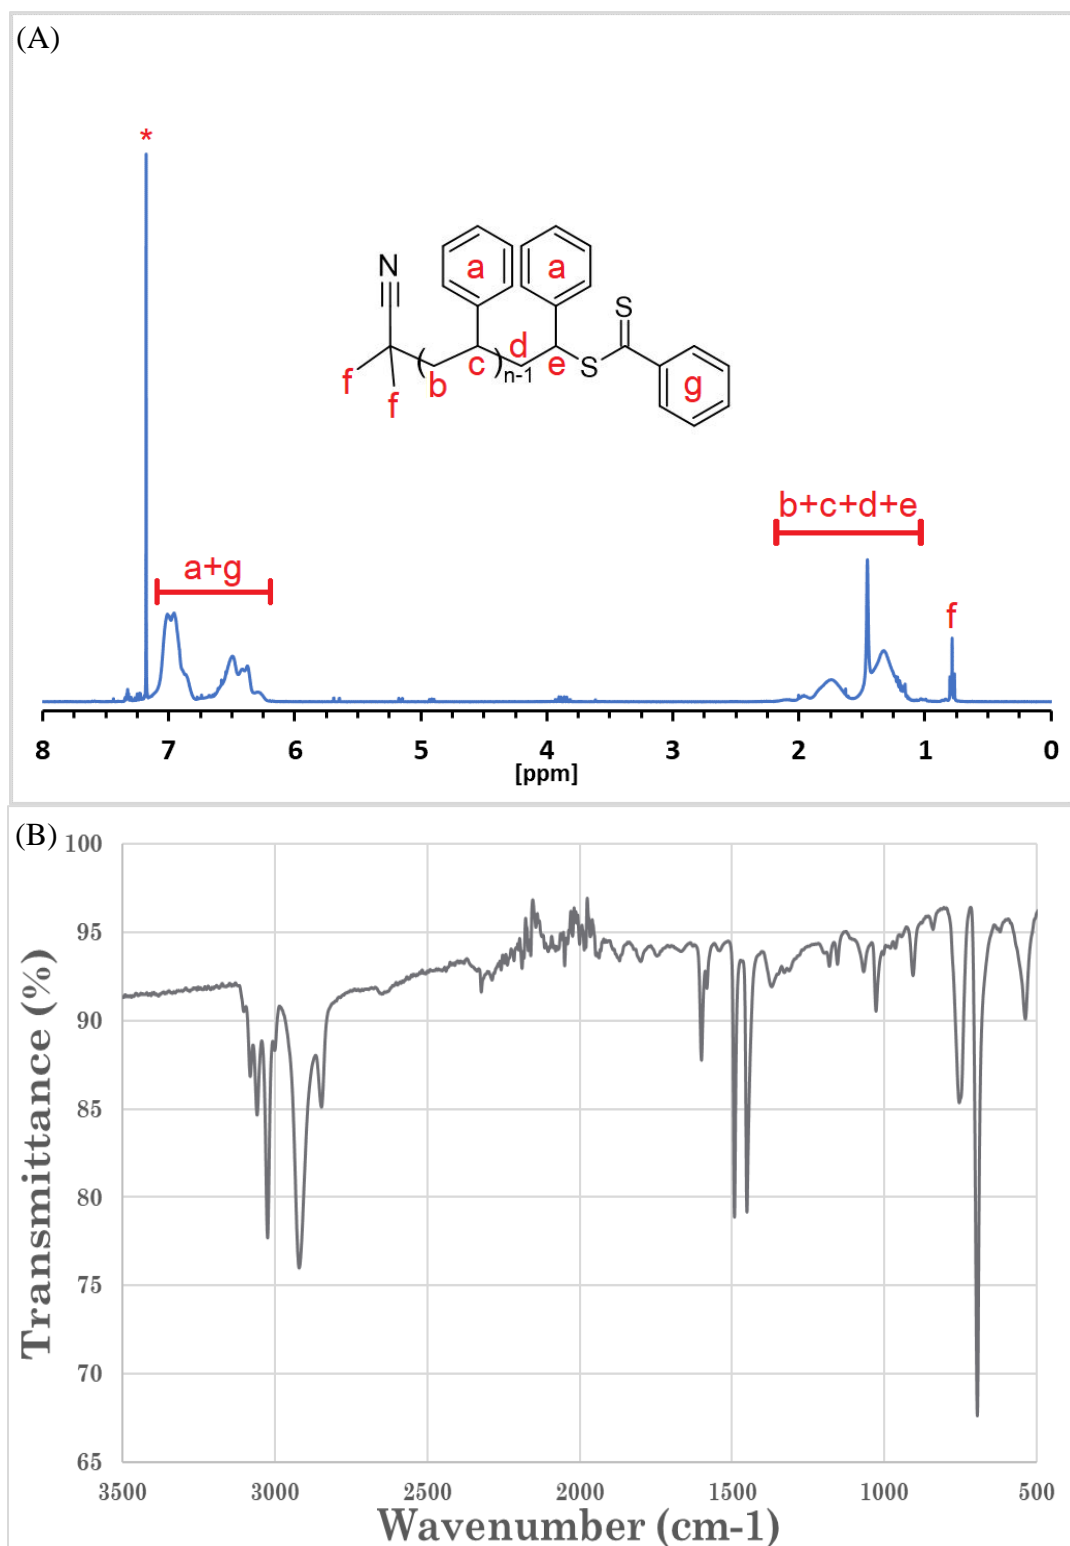 (A)
*
N
a a
S
d
f c n-1 e S
b
f g
b+c+d+e
a+g
f
8 7 6 5 4 3 2 1 0
[ppm]
(B)
100
95
90
85
80
75
70
65
Transmittance (%)
3500 3000 2500 2000 1500 1000 500
Wavenumber (cm-1)